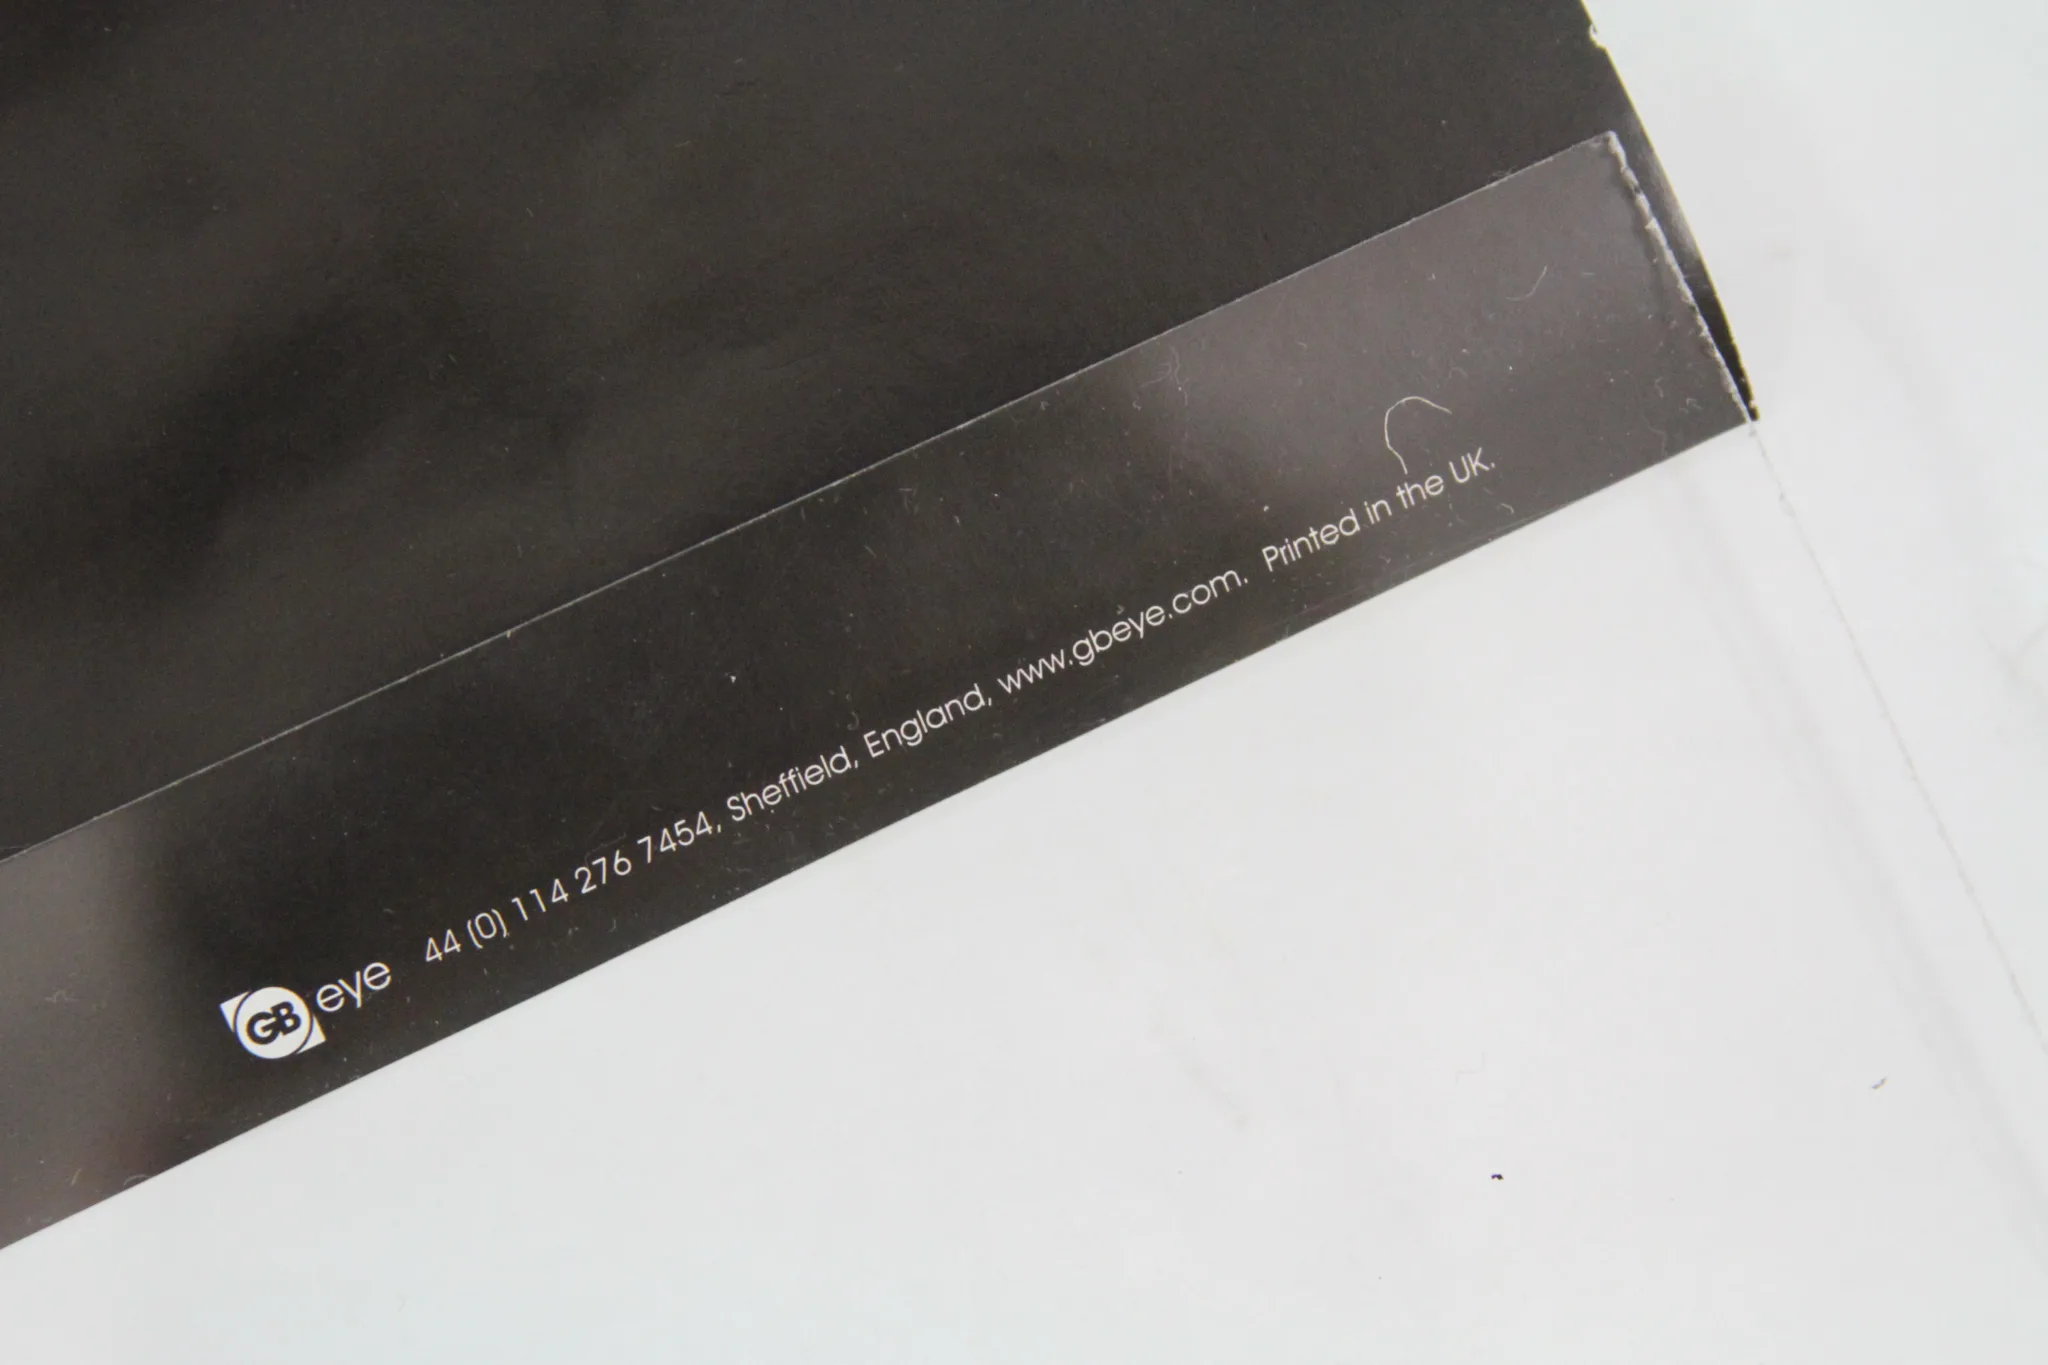 GB eye 44 (0) 114 276 7454, Sheffield, England, www.gbeye.com. Printed in the UK.